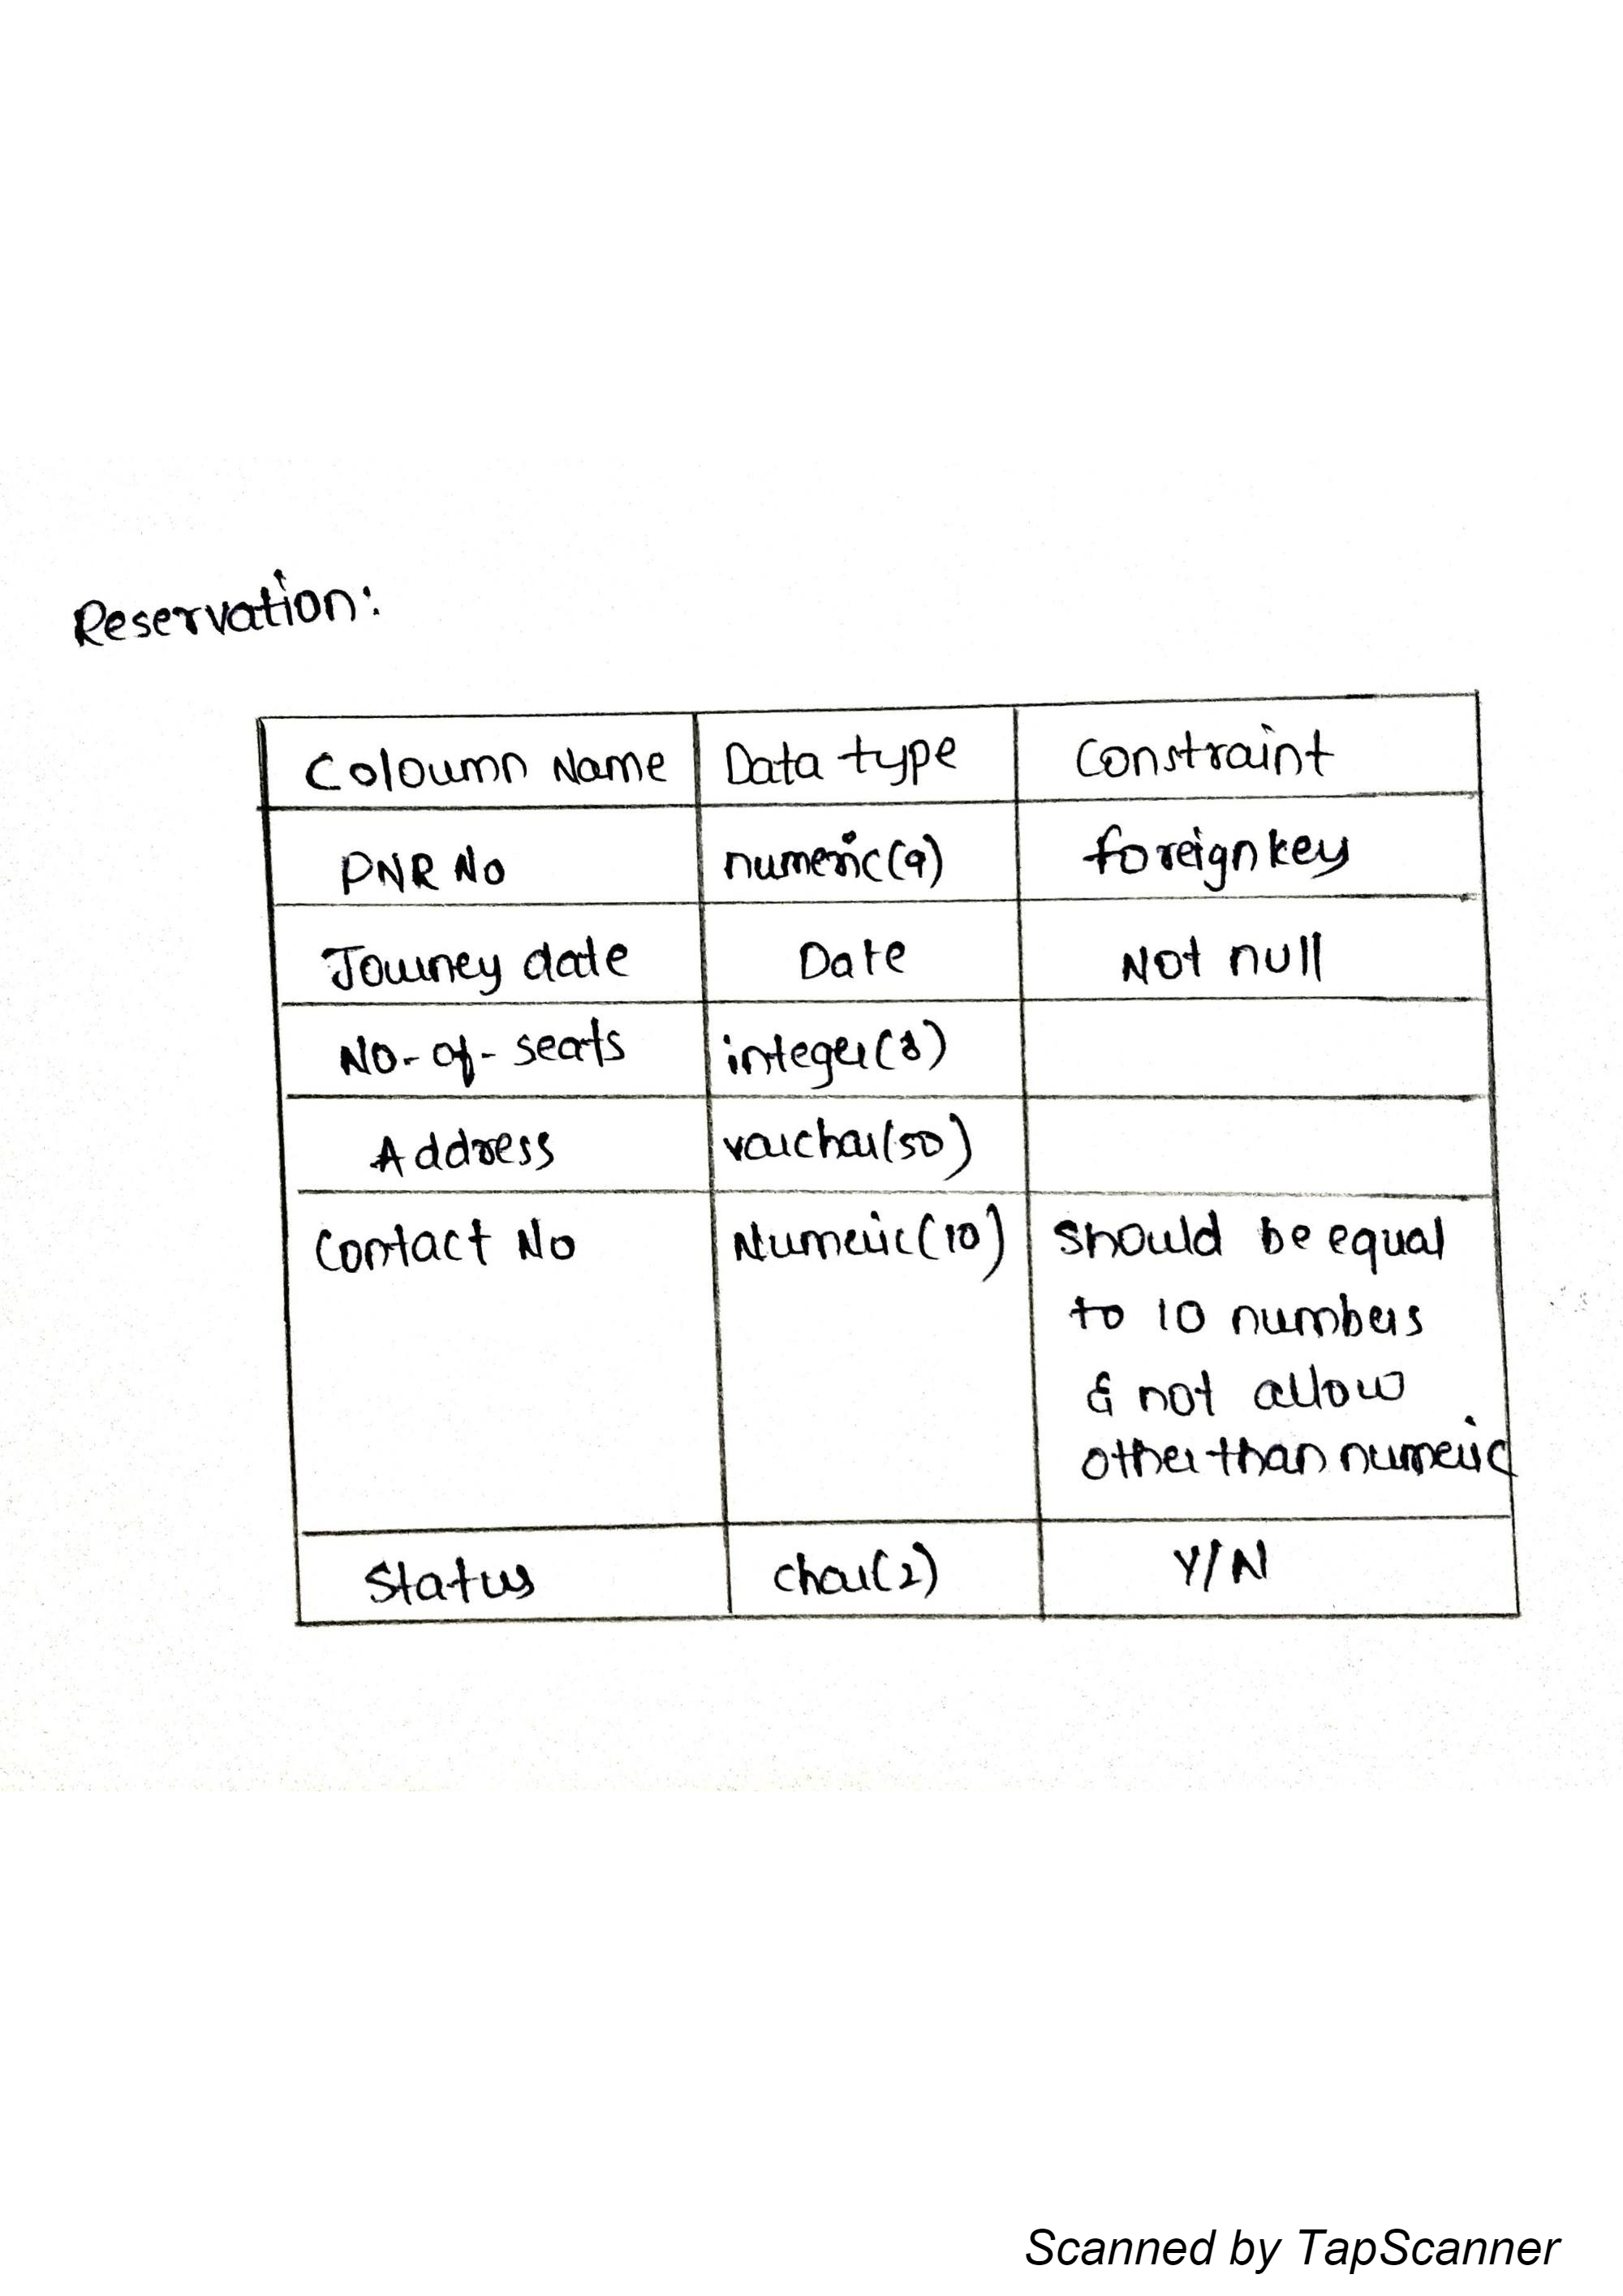 Reservation:
Coloumn Name Data type Constraint
PNR No numeric(9) foreign key
Journey date Date Not null
No-of-seats integer(8)
Address varchar(50)
Contact No Numeric(10) should be equal
to 10 numbers
& not allow
other than numeric
Status char(2) Y/N
Scanned by TapScanner